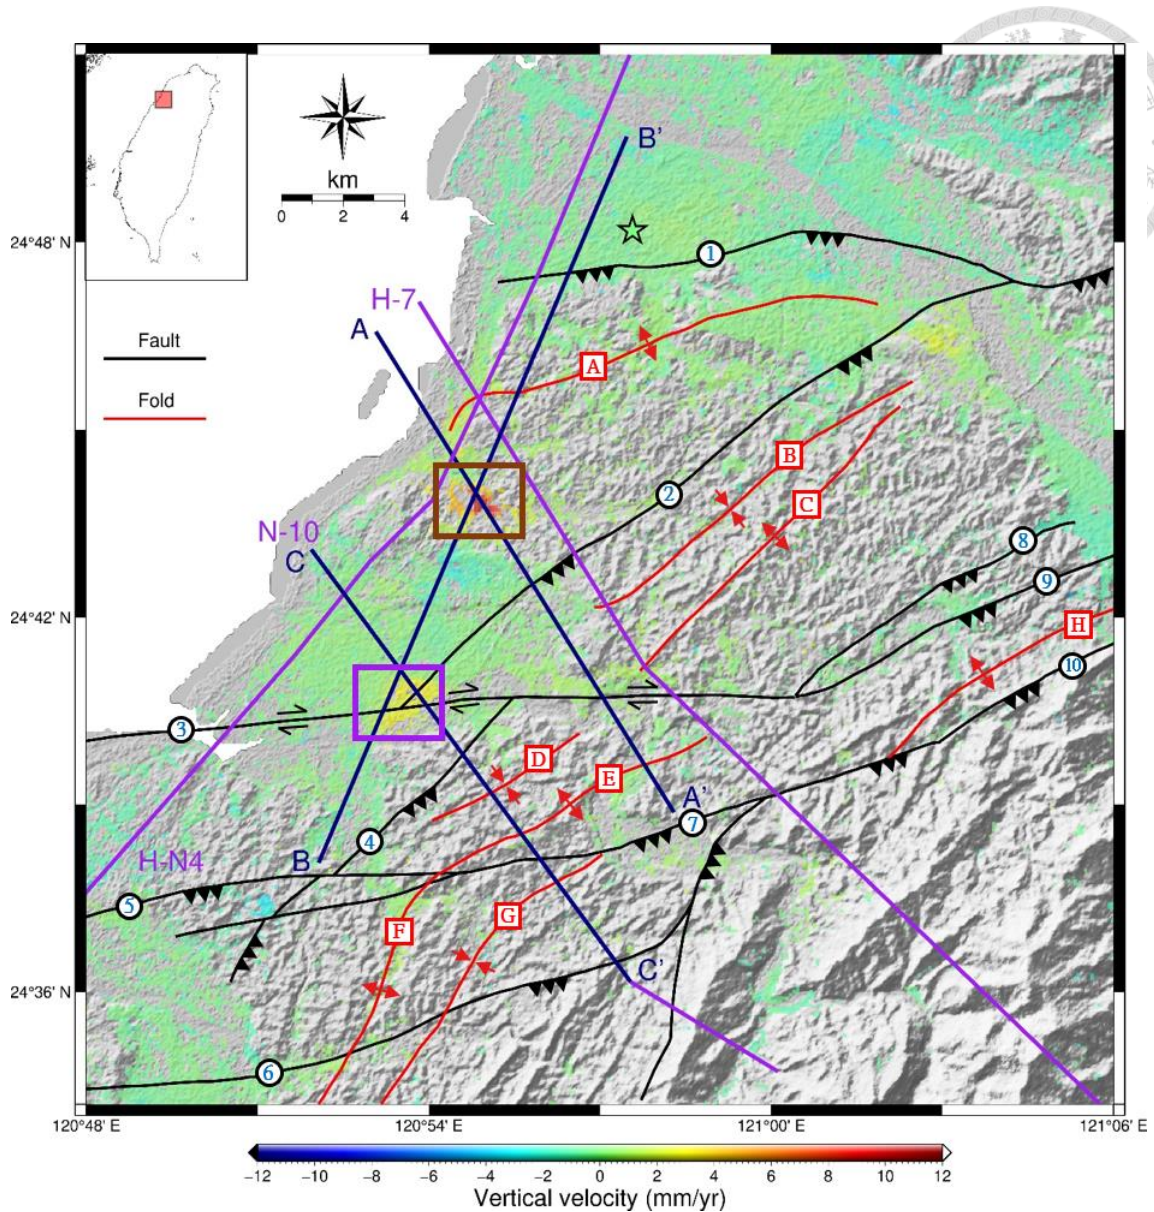 B'
km
0 2 4
24°48' N
1
H-7
A
Fault
A
Fold
B
2
C
N-10
C
8
24°42' N
9
H
10
3
D
E
A'
7
4
B
H-N4
5
G
F
C'
24°36' N
6
120°48' E
120°54' E
121°00' E
121°06' E
−12 −10 −8 −6 −4 −2 0 2 4 6 8 10 12
Vertical velocity (mm/yr)